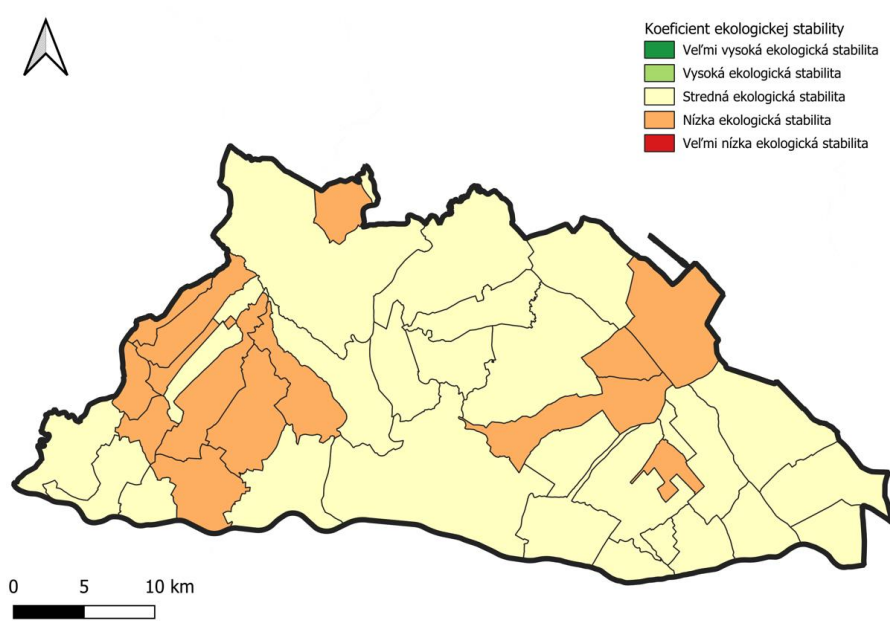 Koeficient ekologickej stability
Veľmi vysoká ekologická stabilita
Vysoká ekologická stabilita
Stredná ekologická stabilita
Nízka ekologická stabilita
Veľmi nízka ekologická stabilita
0 5 10 km